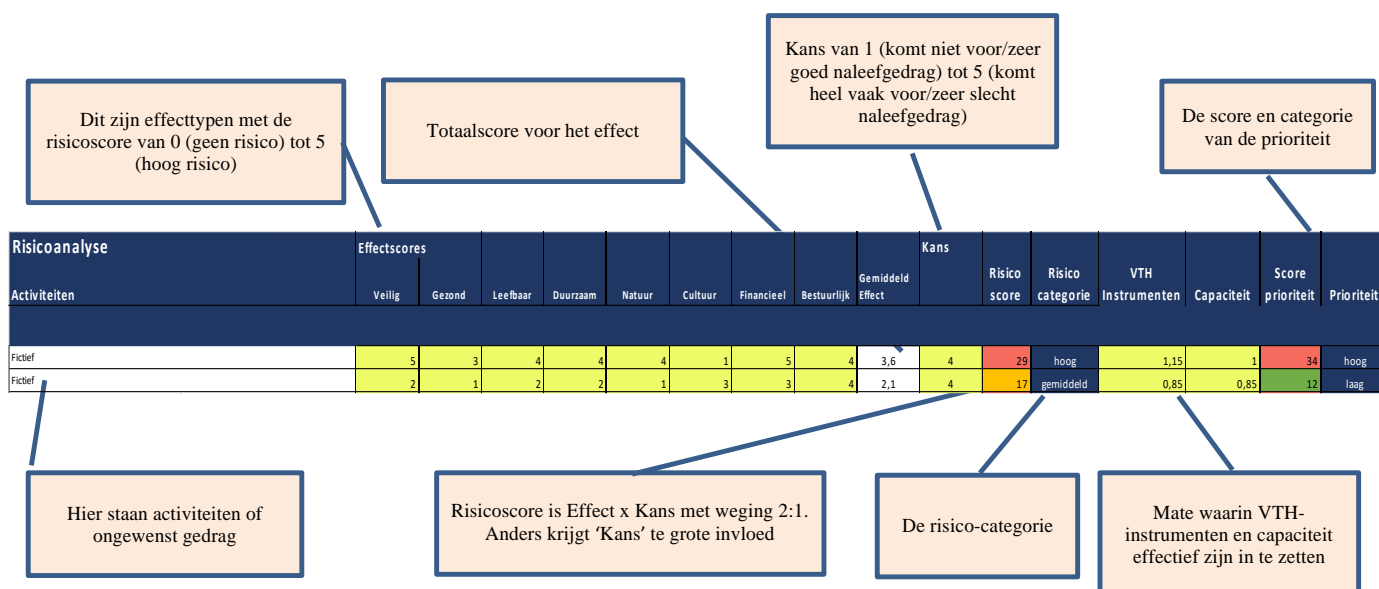 Kans van 1 (komt niet voor/zeer
goed naleefgedrag) tot 5 (komt
heel vaak voor/zeer slecht
naleefgedrag)
Dit zijn effecttypen met de
risicoscore van 0 (geen risico) tot 5
(hoog risico)
Totaalscore voor het effect
De score en categorie
van de prioriteit
Risicoanalyse Effectscores Kans
Activiteiten Veilig Gezond Leefbaar Duurzaam Natuur Cultuur Financieel Bestuurlijk Gemiddeld Effect Risico score Risico categorie VTH Instrumenten Capaciteit Score prioriteit Prioriteit
Fictief 5 3 4 4 4 1 5 4 3,6 4 29 hoog 1,15 1 34 hoog
Fictief 2 1 2 2 1 3 3 4 2,1 4 17 gemiddeld 0,85 0,85 12 laag
Hier staan activiteiten of
ongewenst gedrag
Risicoscore is Effect x Kans met weging 2:1.
Anders krijgt ‘Kans’ te grote invloed
De risico-categorie
Mate waarin VTH-
instrumenten en capaciteit
effectief zijn in te zetten